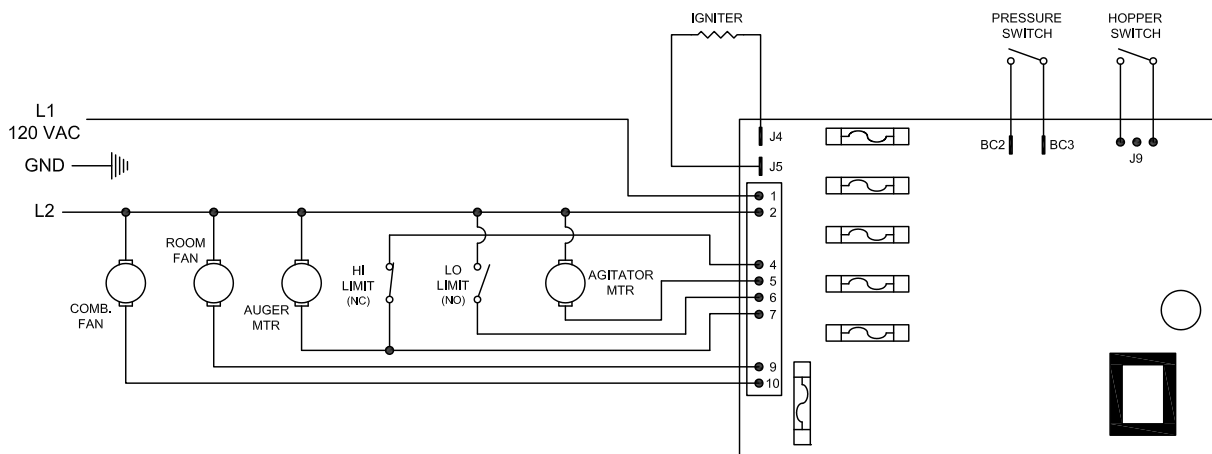 IGNITER
PRESSURE
SWITCH
HOPPER
SWITCH
L1
120 VAC
GND
L2
J4
J5
BC2
BC3
J9
1
2
4
5
6
7
9
10
ROOM
FAN
COMB.
FAN
AUGER
MTR
HI
LIMIT
(NC)
LO
LIMIT
(NO)
AGITATOR
MTR